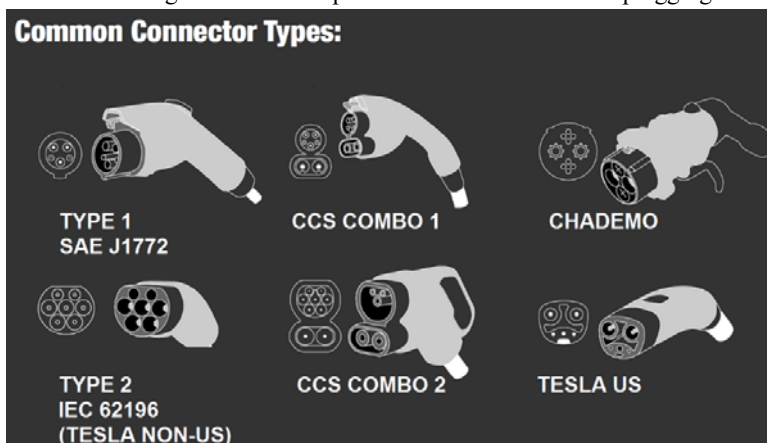 Common Connector Types:
TYPE 1
SAE J1772
CCS COMBO 1
CHADEMO
TYPE 2
IEC 62196
(TESLA NON-US)
CCS COMBO 2
TESLA US